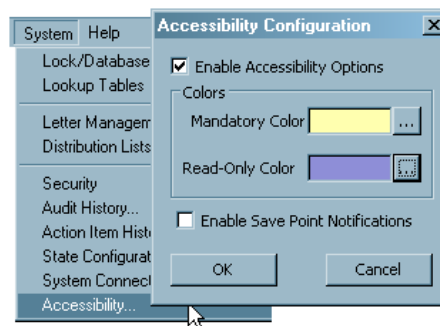 System Help
Lock/Database
Lookup Tables
Letter Managem
Distribution Lists
Security
Audit History...
Action Item Histo
State Configurat
System Connect
Accessibility...
Accessibility Configuration
Enable Accessibility Options
Colors
Mandatory Color
...
Read-Only Color
...
Enable Save Point Notifications
OK Cancel